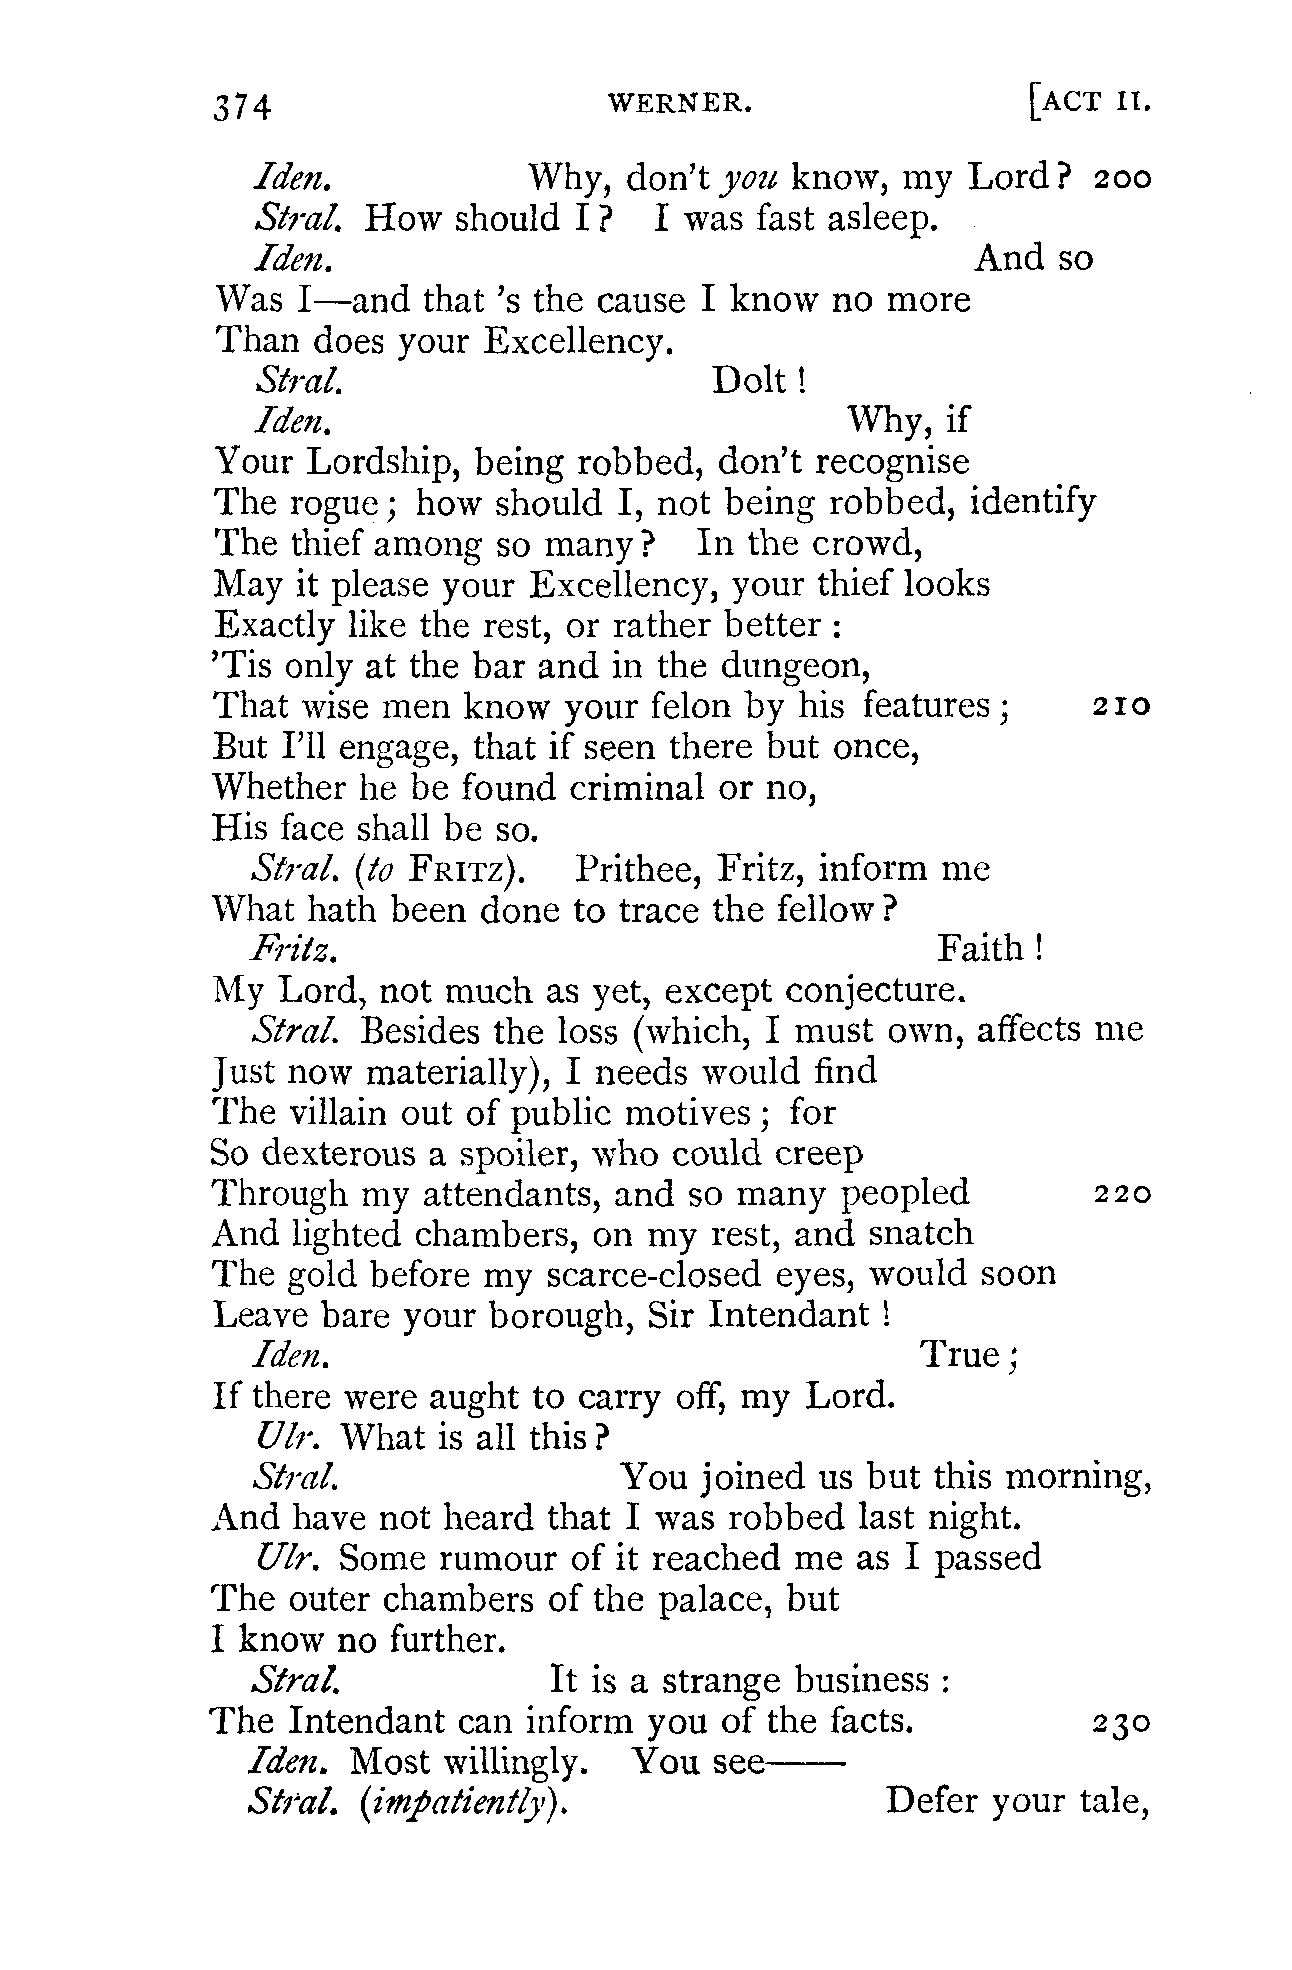 374 WERNER. [ACT II.
Iden. Why, don't you know, my Lord? 200
Stral. How should I? I was fast asleep.
Iden. And so
Was I—and that 's the cause I know no more
Than does your Excellency.
Stral. Dolt!
Iden. Why, if
Your Lordship, being robbed, don't recognise
The rogue; how should I, not being robbed, identify
The thief among so many? In the crowd,
May it please your Excellency, your thief looks
Exactly like the rest, or rather better:
'Tis only at the bar and in the dungeon,
That wise men know your felon by his features; 210
But I'll engage, that if seen there but once,
Whether he be found criminal or no,
His face shall be so.
Stral. (to FRITZ). Prithee, Fritz, inform me
What hath been done to trace the fellow?
Fritz. Faith!
My Lord, not much as yet, except conjecture.
Stral. Besides the loss (which, I must own, affects me
Just now materially), I needs would find
The villain out of public motives; for
So dexterous a spoiler, who could creep
Through my attendants, and so many peopled 220
And lighted chambers, on my rest, and snatch
The gold before my scarce-closed eyes, would soon
Leave bare your borough, Sir Intendant!
Iden. True;
If there were aught to carry off, my Lord.
Ulr. What is all this?
Stral. You joined us but this morning,
And have not heard that I was robbed last night.
Ulr. Some rumour of it reached me as I passed
The outer chambers of the palace, but
I know no further.
Stral. It is a strange business:
The Intendant can inform you of the facts. 230
Iden. Most willingly. You see——
Stral. (impatiently). Defer your tale,